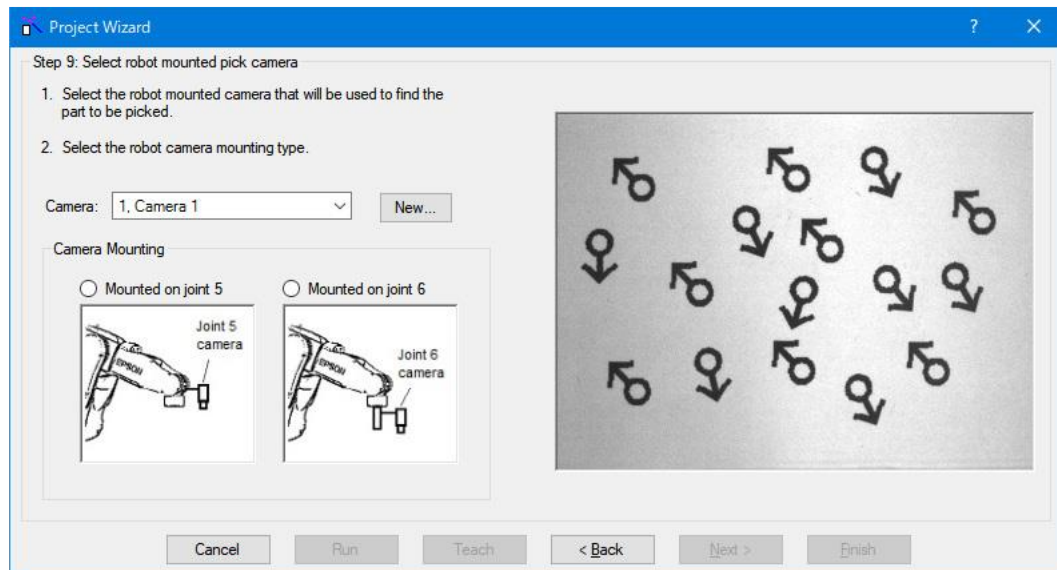 Project Wizard
?
Step 9: Select robot mounted pick camera
1. Select the robot mounted camera that will be used to find the
part to be picked.
2. Select the robot camera mounting type.
Camera: 1, Camera 1 New...
Camera Mounting
Mounted on joint 5 Mounted on joint 6
Joint 5
camera
EPSON
Joint 6
camera
EPSON
Cancel Run Teach < Back Next > Finish